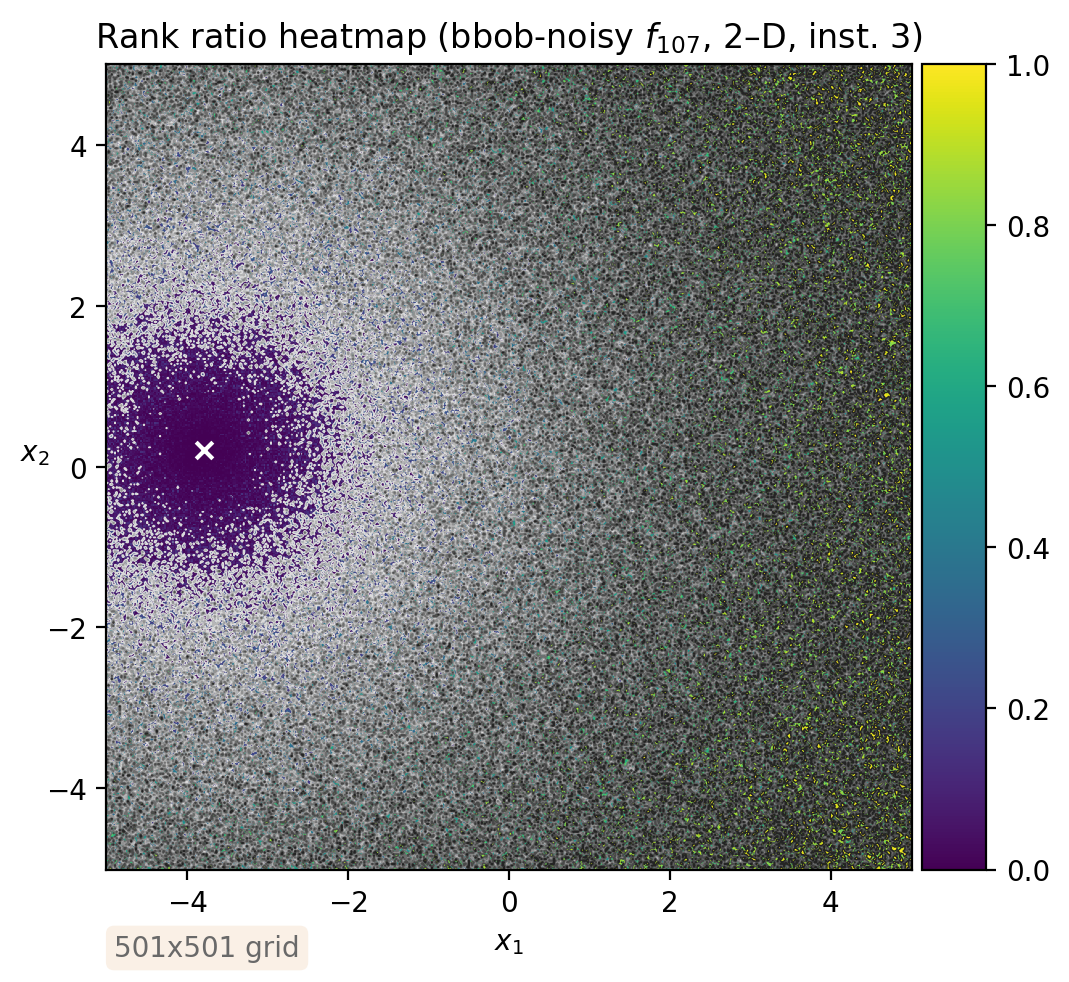 Rank ratio heatmap (bbob-noisy f₁₀₇, 2–D, inst. 3)
1.0
0.8
0.6
0.4
0.2
0.0
4
2
0
−2
−4
x₂
−4 −2 0 2 4
x₁
501x501 grid